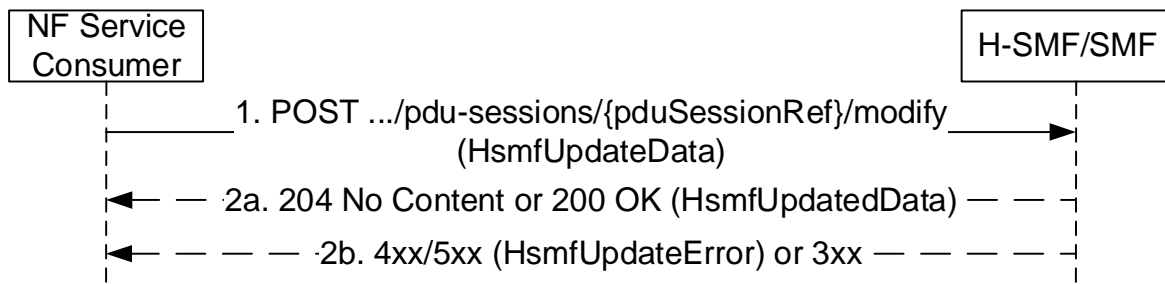 NF Service
Consumer
H-SMF/SMF
1. POST .../pdu-sessions/{pduSessionRef}/modify
(HsmfUpdateData)
2a. 204 No Content or 200 OK (HsmfUpdatedData)
2b. 4xx/5xx (HsmfUpdateError) or 3xx